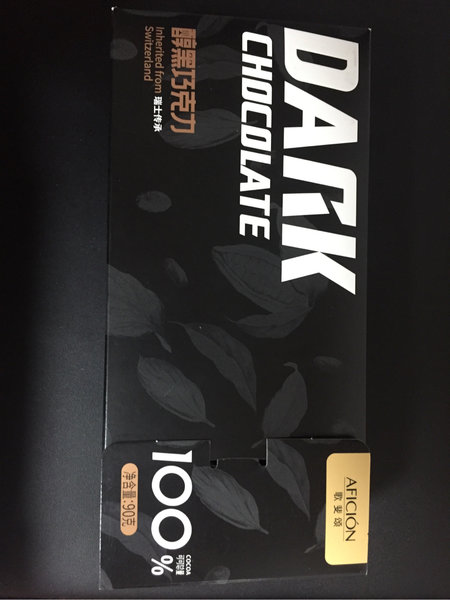 DARK
CHOCOLATE
醇黑巧克力
Inherited from 瑞士传承
Switzerland
AFICIÓN
歌斐颂
100%
COCOA
可可含量
净含量:90克